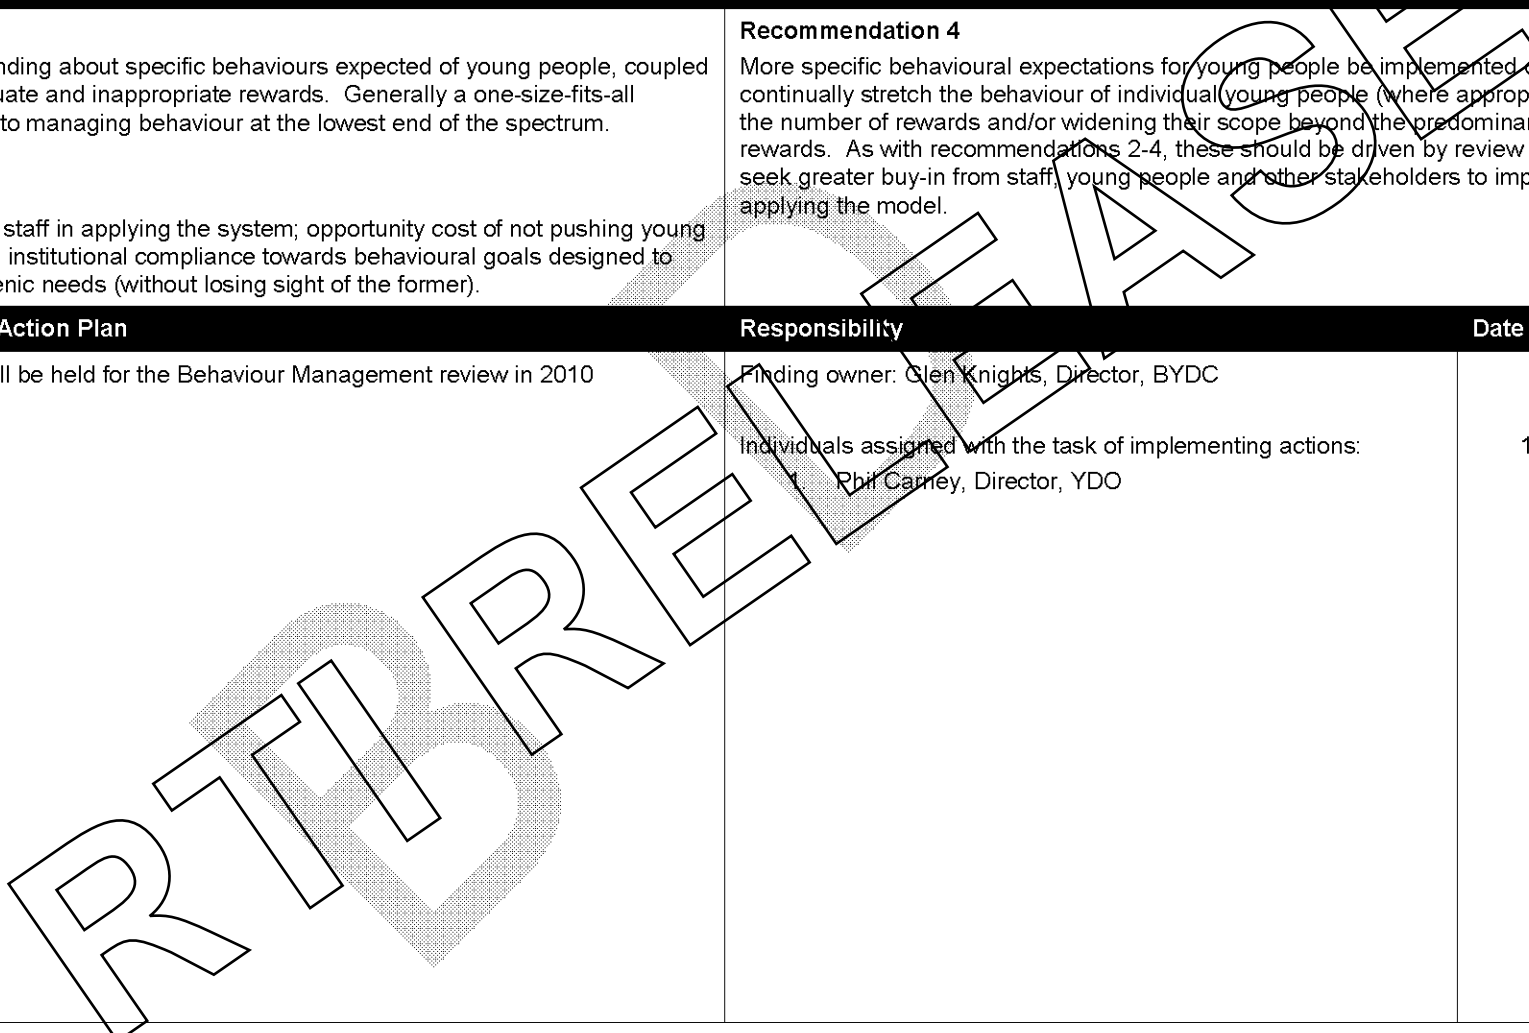 nding about specific behaviours expected of young people, coupled
uate and inappropriate rewards.  Generally a one-size-fits-all
to managing behaviour at the lowest end of the spectrum.
staff in applying the system; opportunity cost of not pushing young
institutional compliance towards behavioural goals designed to
enic needs (without losing sight of the former).
Recommendation 4
More specific behavioural expectations for young people be implemented
continually stretch the behaviour of individual young people (where approp
the number of rewards and/or widening their scope beyond the predominan
rewards.  As with recommendations 2-4, these should be driven by review
seek greater buy-in from staff, young people and other stakeholders to imp
applying the model.
Action Plan
Responsibility
Date
ll be held for the Behaviour Management review in 2010
Finding owner: Glen Knights, Director, BYDC
Individuals assigned with the task of implementing actions:
1
1. Phil Carney, Director, YDO
RTI RELEASE